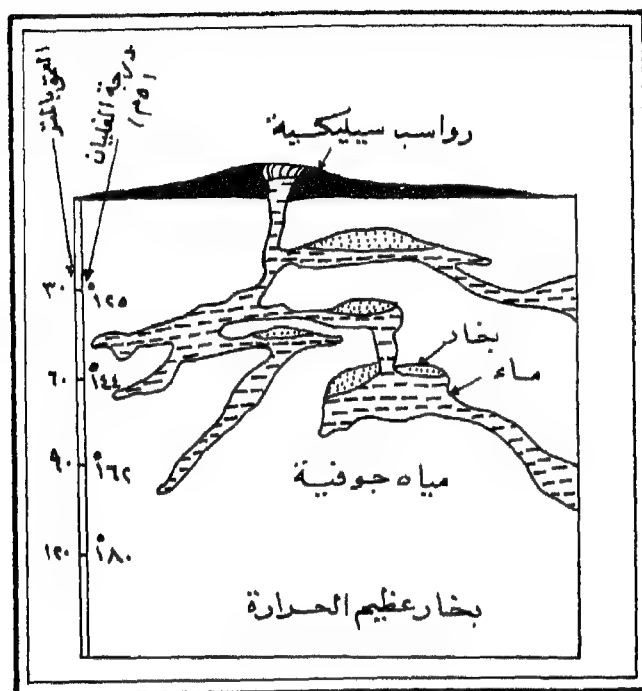 العمق بالمتر
درجة الغليان
(م°)
رواسب سيليكية
٣٠
١٢٥°
بخار
ماء
٦٠
١٤٤°
٩٠
١٦٢°
مياه جوفية
١٢٠
١٨٠°
بخار عظيم الحرارة